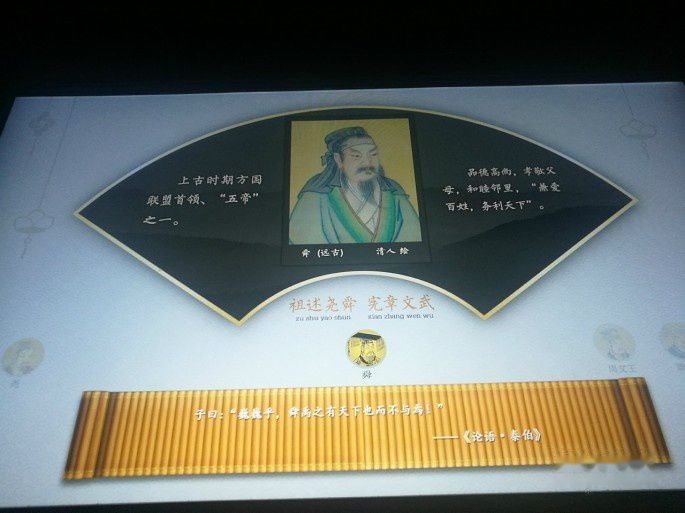 上古时期方国
联盟首领、“五帝”
之一。
舜 (远古) 清人 绘
品德高尚，孝敬父
母，和睦邻里，“兼爱
百姓，务利天下”。
祖述尧舜 宪章文武
zu shu yao shun xian zhang wen wu
舜
周文王
子曰：“巍巍乎，舜禹之有天下也而不与焉！”
——《论语·泰伯》